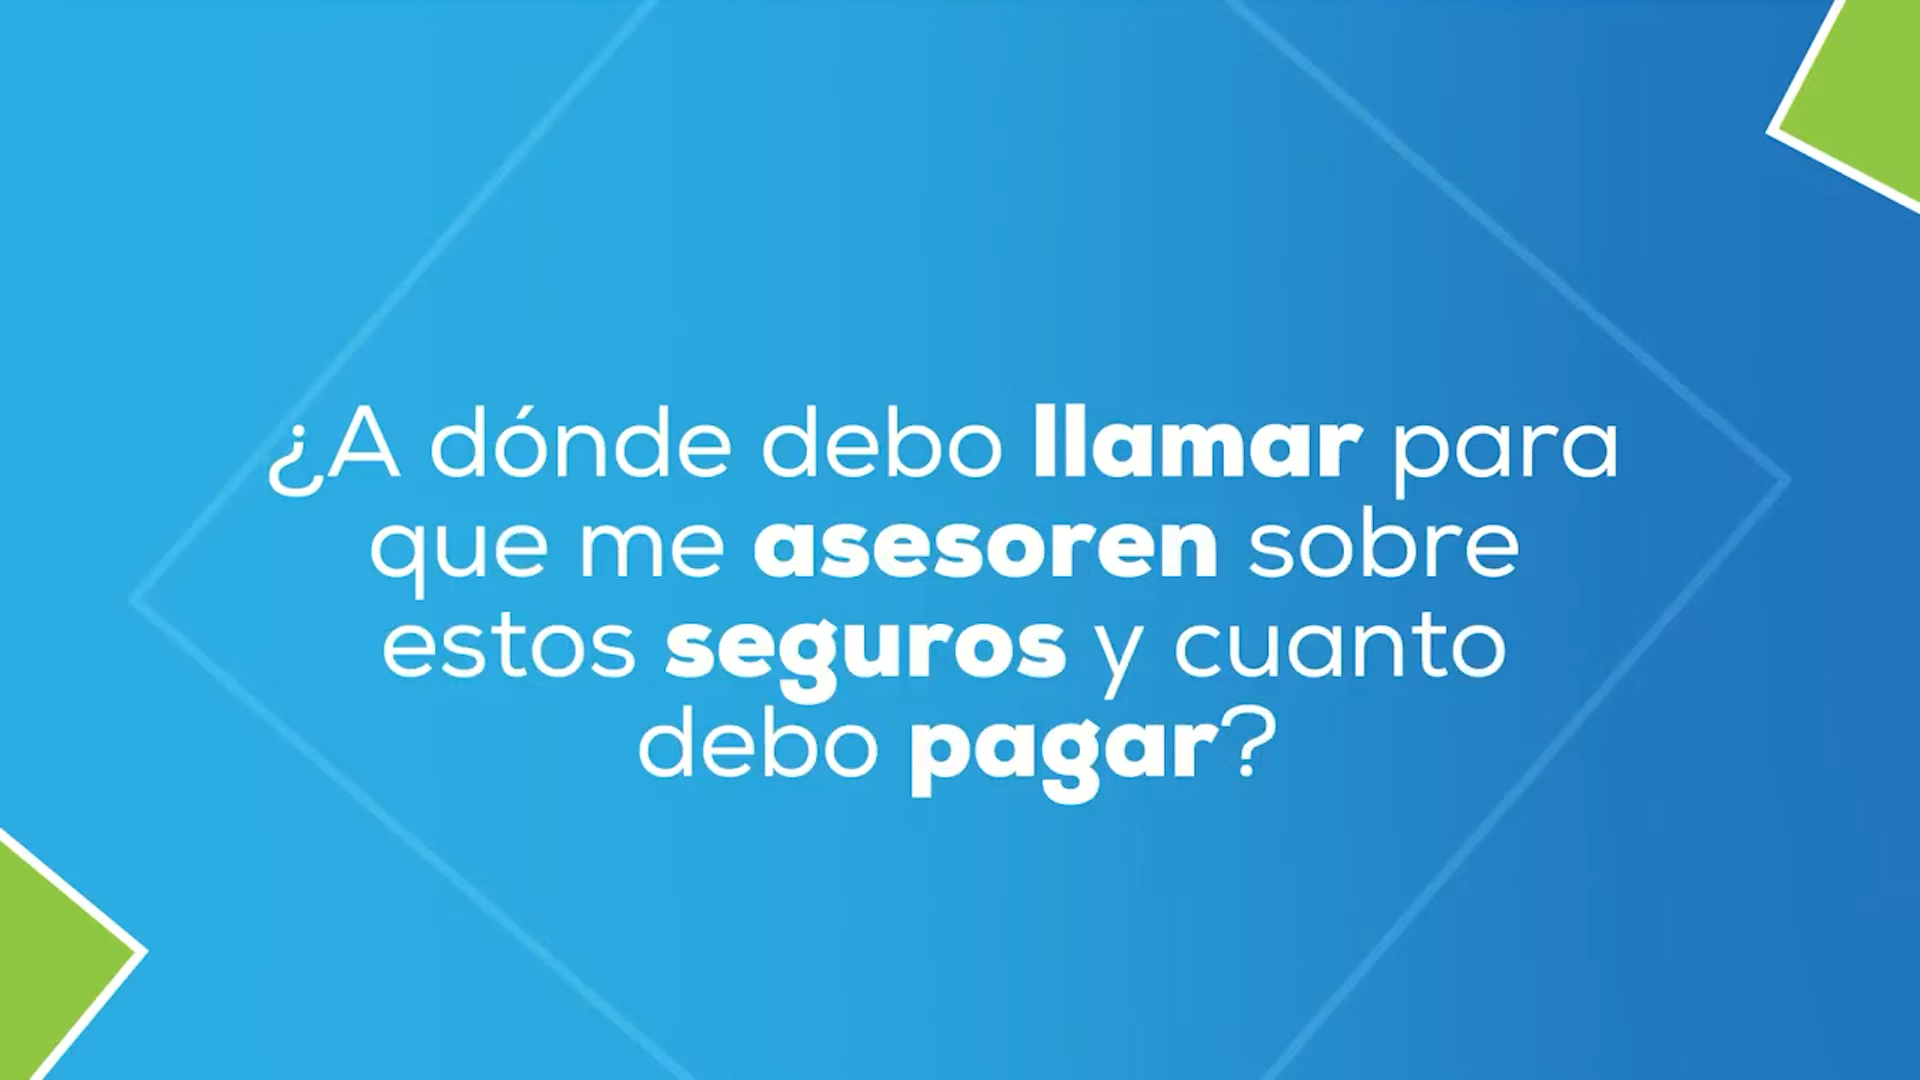 ¿A dónde debo llamar para
que me asesoren sobre
estos seguros y cuanto
debo pagar?